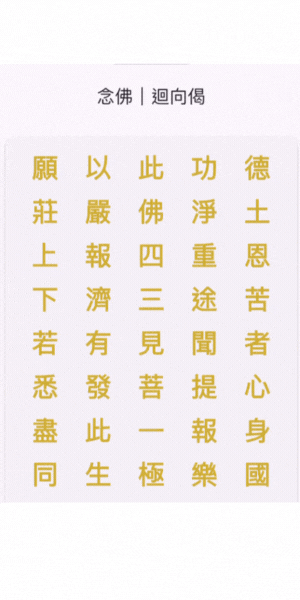 念佛｜迴向偈
願以此功德
莊嚴佛淨土
上報四重恩
下濟三途苦
若有見聞者
悉發菩提心
盡此一報身
同生極樂國